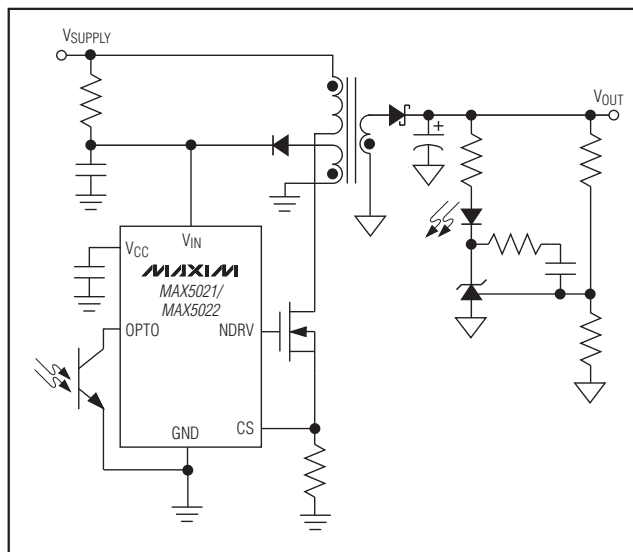 VSUPPLY
VOUT
+
VIN
VCC
MAXIM
MAX5021/
MAX5022
OPTO
NDRV
GND
CS